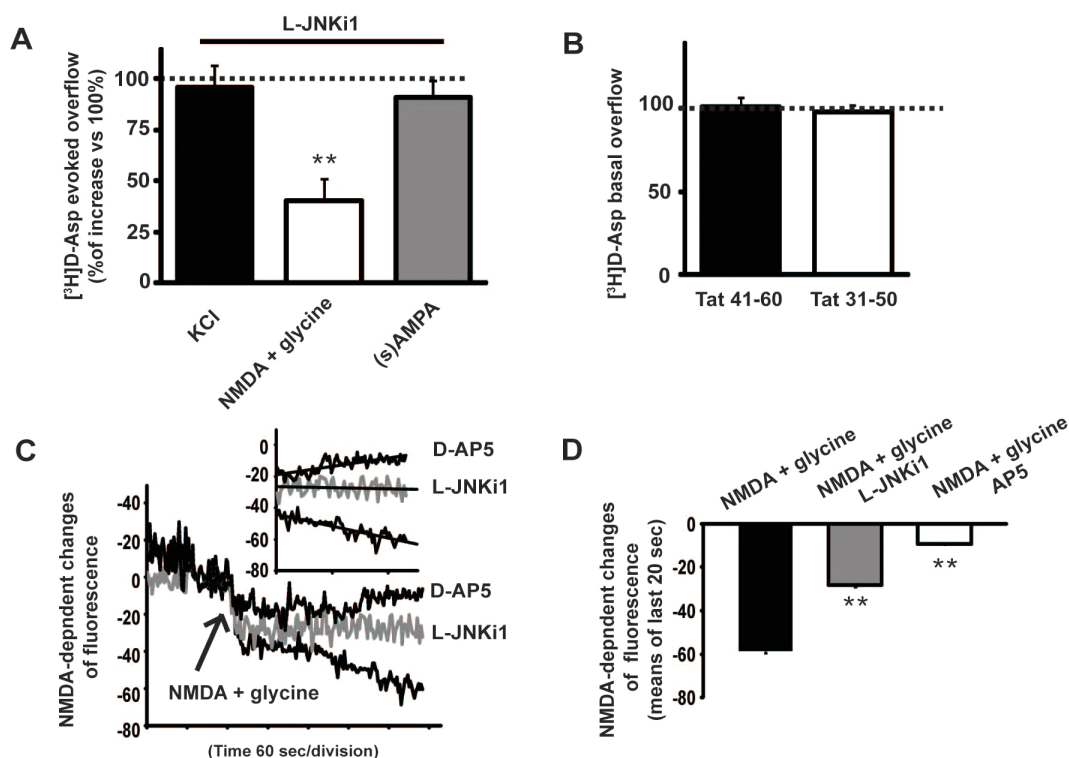 A
L-JNKi1
[³H]D-Asp evoked overflow
(%of increase vs 100%)
100
75
50
25
0
**
KCl
NMDA + glycine
(s)AMPA
B
[³H]D-Asp basal overflow
100
50
0
Tat 41-60
Tat 31-50
C
NMDA-depndent changes
of fluorescence
-40
-20
0
-20
-40
-60
-80
0
-20
-40
-60
-80
D-AP5
L-JNKi1
D-AP5
L-JNKi1
NMDA + glycine
(Time 60 sec/division)
D
NMDA + glycine
NMDA + glycine
L-JNKi1
NMDA + glycine
AP5
NMDA-depndent changes
of fluorescence
(means of last 20 sec)
0
-20
-40
-60
-80
**
**